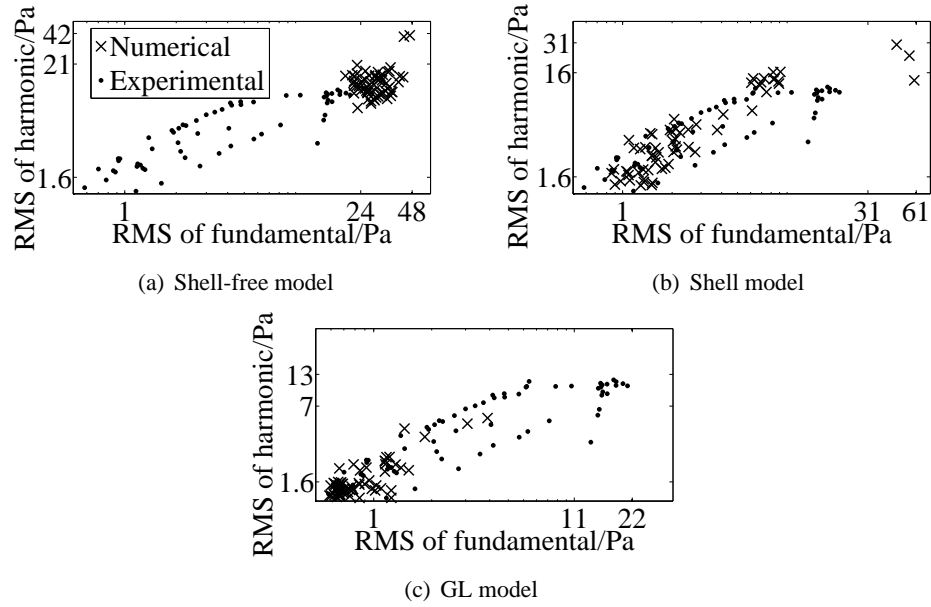 RMS of harmonic/Pa
42
21
1.6
× Numerical
• Experimental
1
24
48
RMS of fundamental/Pa
(a) Shell-free model
RMS of harmonic/Pa
31
16
1.6
1
31
61
RMS of fundamental/Pa
(b) Shell model
RMS of harmonic/Pa
13
7
1.6
1
11
22
RMS of fundamental/Pa
(c) GL model